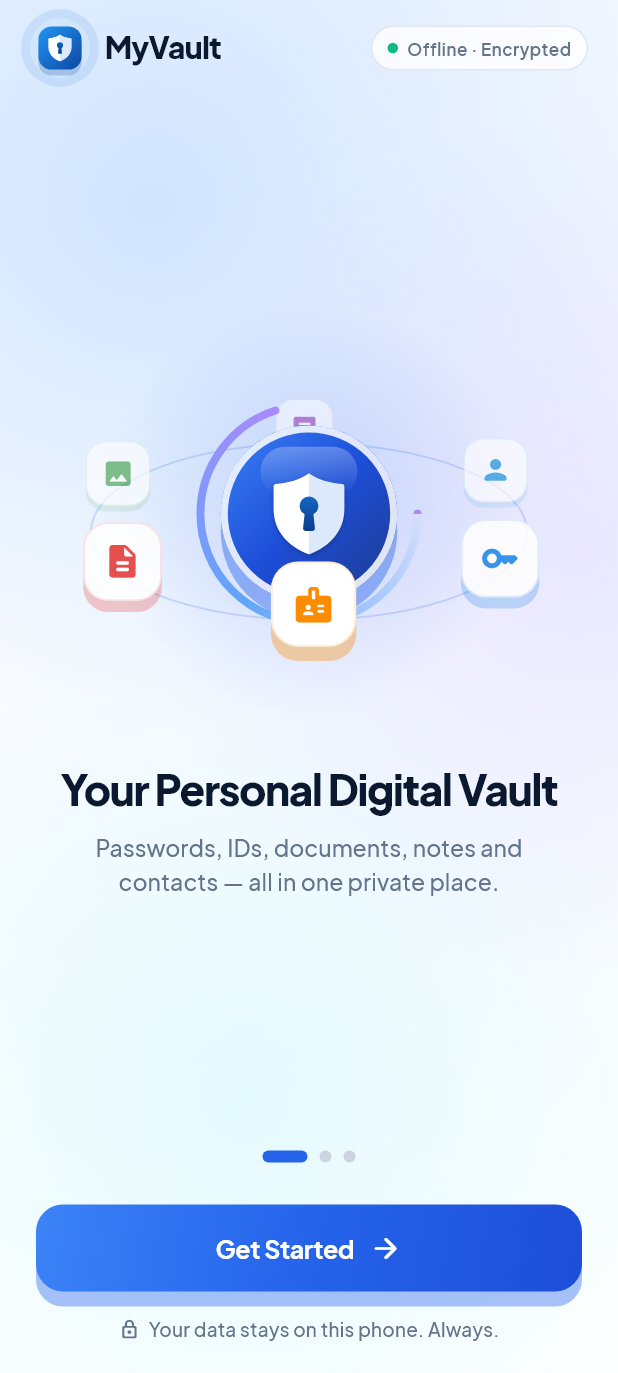 MyVault
Offline · Encrypted
Your Personal Digital Vault
Passwords, IDs, documents, notes and
contacts — all in one private place.
Get Started
Your data stays on this phone. Always.